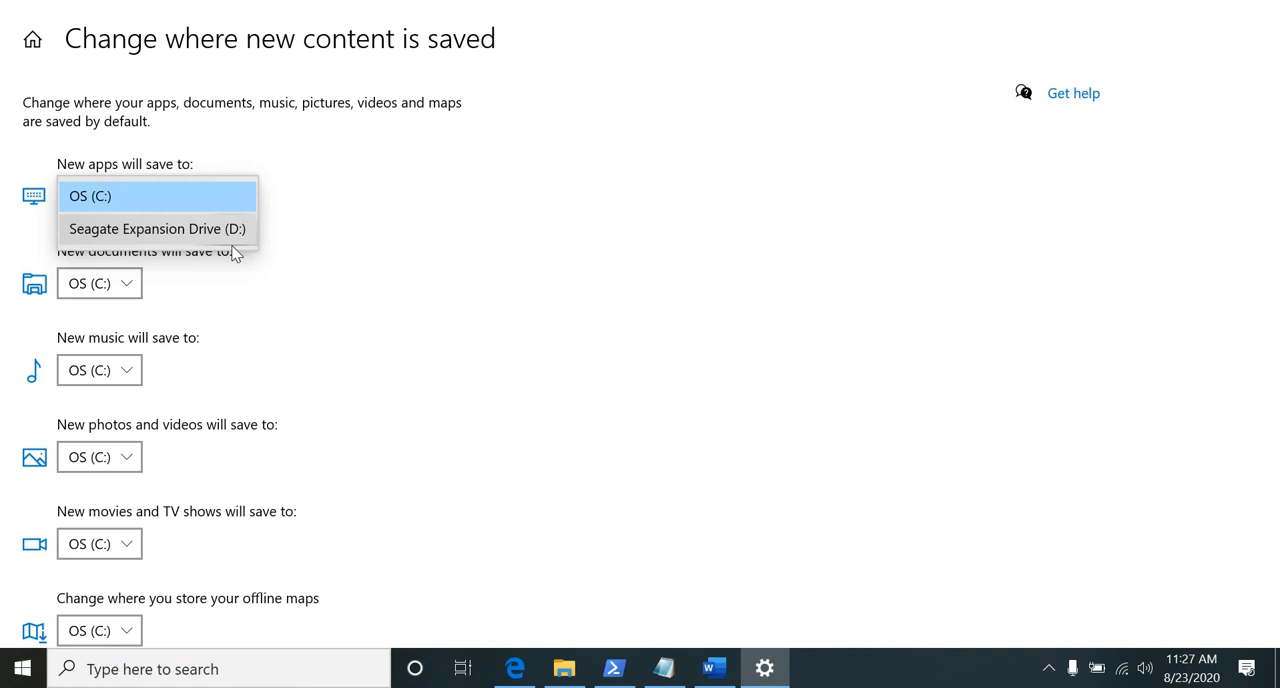 Change where new content is saved
Change where your apps, documents, music, pictures, videos and maps
are saved by default.
Get help
New apps will save to:
OS (C:)
Seagate Expansion Drive (D:)
New documents will save to:
OS (C:)
New music will save to:
OS (C:)
New photos and videos will save to:
OS (C:)
New movies and TV shows will save to:
OS (C:)
Change where you store your offline maps
OS (C:)
Type here to search
11:27 AM
8/23/2020